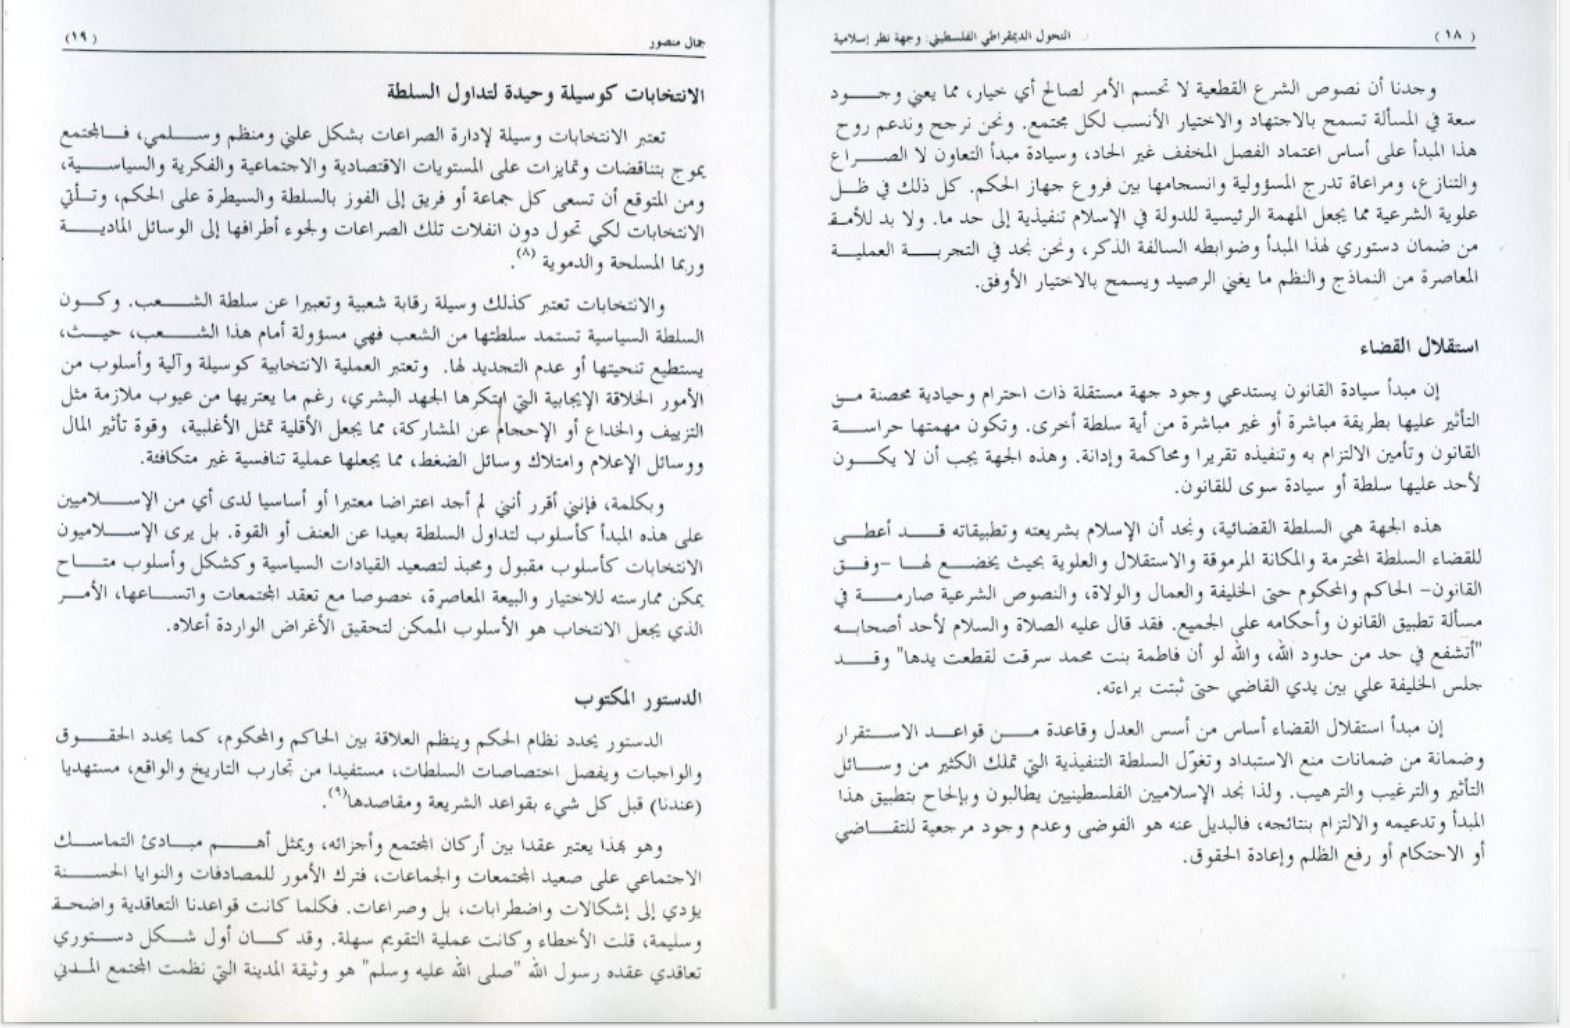 (١٨) التحول الديمقراطي الفلسطيني: وجهة نظر إسلامية
وجدنا أن نصوص الشرع القطعية لا تحسم الأمر لصالح أي خيار، مما يعني وجود
سعة في المسألة تسمح بالاجتهاد والاختيار الأنسب لكل مجتمع. ونحن نرجح وندعم روح
هذا المبدأ على أساس اعتماد الفصل المخفف غير الحاد، وسيادة مبدأ التعاون لا الصراع
والتنازع، ومراعاة تدرج المسؤولية وانسجامها بين فروع جهاز الحكم. كل ذلك في ظل
علوية الشرعية مما يجعل المهمة الرئيسية للدولة في الإسلام تنفيذية إلى حد ما. ولا بد للأمة
من ضمان دستوري لهذا المبدأ وضوابطه السالفة الذكر، ونحن نجد في التجربة العملية
المعاصرة من النماذج والنظم ما يغني الرصيد ويسمح بالاختيار الأوفق.
استقلال القضاء
إن مبدأ سيادة القانون يستدعي وجود جهة مستقلة ذات احترام وحيادية محصنة من
التأثير عليها بطريقة مباشرة أو غير مباشرة من أية سلطة أخرى. وتكون مهمتها حراسة
القانون وتأمين الالتزام به وتنفيذه تقريرا ومحاكمة وإدانة. وهذه الجهة يجب أن لا يكون
لأحد عليها سلطة أو سيادة سوى للقانون.
هذه الجهة هي السلطة القضائية، ونجد أن الإسلام بشريعته وتطبيقاته قد أعطى
للقضاء السلطة المحترمة والمكانة المرموقة والاستقلال والعلوية بحيث يخضع لها -وفق
القانون- الحاكم والمحكوم حتى الخليفة والعمال والولاة، والنصوص الشرعية صارمة في
مسألة تطبيق القانون وأحكامه على الجميع. فقد قال عليه الصلاة والسلام لأحد أصحابه
"أتشفع في حد من حدود الله، والله لو أن فاطمة بنت محمد سرقت لقطعت يدها" وقد
جلس الخليفة علي بين يدي القاضي حتى ثبتت براءته.
إن مبدأ استقلال القضاء أساس من أسس العدل وقاعدة من قواعد الاستقرار
وضمانة من ضمانات منع الاستبداد وتغوّل السلطة التنفيذية التي تملك الكثير من وسائل
التأثير والترغيب والترهيب. ولذا نجد الإسلاميين الفلسطينيين يطالبون وبإلحاح بتطبيق هذا
المبدأ وتدعيمه والالتزام بنتائجه، فالبديل عنه هو الفوضى وعدم وجود مرجعية للتقاضي
أو الاحتكام أو رفع الظلم وإعادة الحقوق.
جمال منصور (١٩)
الانتخابات كوسيلة وحيدة لتداول السلطة
تعتبر الانتخابات وسيلة لإدارة الصراعات بشكل علني ومنظم وسلمي، فالمجتمع
يموج بتناقضات وتمايزات على المستويات الاقتصادية والاجتماعية والفكرية والسياسية،
ومن المتوقع أن تسعى كل جماعة أو فريق إلى الفوز بالسلطة والسيطرة على الحكم، وتأتي
الانتخابات لكي تحول دون انفلات تلك الصراعات ولجوء أطرافها إلى الوسائل المادية
وربما المسلحة والدموية (٨).
والانتخابات تعتبر كذلك وسيلة رقابة شعبية وتعبيرا عن سلطة الشعب. وكون
السلطة السياسية تستمد سلطتها من الشعب فهي مسؤولة أمام هذا الشعب، حيث،
يستطيع تنحيتها أو عدم التجديد لها. وتعتبر العملية الانتخابية كوسيلة وآلية وأسلوب من
الأمور الخلاقة الإيجابية التي ابتكرها الجهد البشري، رغم ما يعتريها من عيوب ملازمة مثل
التزييف والخداع أو الإحجام عن المشاركة، مما يجعل الأقلية تمثل الأغلبية، وقوة تأثير المال
ووسائل الإعلام وامتلاك وسائل الضغط، مما يجعلها عملية تنافسية غير متكافئة.
وبكلمة، فإنني أقرر أنني لم أجد اعتراضا معتبرا أو أساسيا لدى أي من الإسلاميين
على هذه المبدأ كأسلوب لتداول السلطة بعيدا عن العنف أو القوة. بل يرى الإسلاميون
الانتخابات كأسلوب مقبول ومحبذ لتصعيد القيادات السياسية وكشكل وأسلوب متاح
يمكن ممارسته للاختيار والبيعة المعاصرة، خصوصا مع تعقد المجتمعات واتساعها، الأمر
الذي يجعل الانتخاب هو الأسلوب الممكن لتحقيق الأغراض الواردة أعلاه.
الدستور المكتوب
الدستور يحدد نظام الحكم وينظم العلاقة بين الحاكم والمحكوم، كما يحدد الحقوق
والواجبات ويفصل اختصاصات السلطات، مستفيدا من تجارب التاريخ والواقع، مستهديا
(عندنا) قبل كل شيء بقواعد الشريعة ومقاصدها(٩).
وهو بهذا يعتبر عقدا بين أركان المجتمع وأجزائه، ويمثل أهم مبادئ التماسك
الاجتماعي على صعيد المجتمعات والجماعات، فترك الأمور للمصادفات والنوايا الحسنة
يؤدي إلى إشكالات واضطرابات، بل وصراعات. فكلما كانت قواعدنا التعاقدية واضحة
وسليمة، قلت الأخطاء وكانت عملية التقويم سهلة. وقد كان أول شكل دستوري
تعاقدي عقده رسول الله "صلى الله عليه وسلم" هو وثيقة المدينة التي نظمت المجتمع المدني